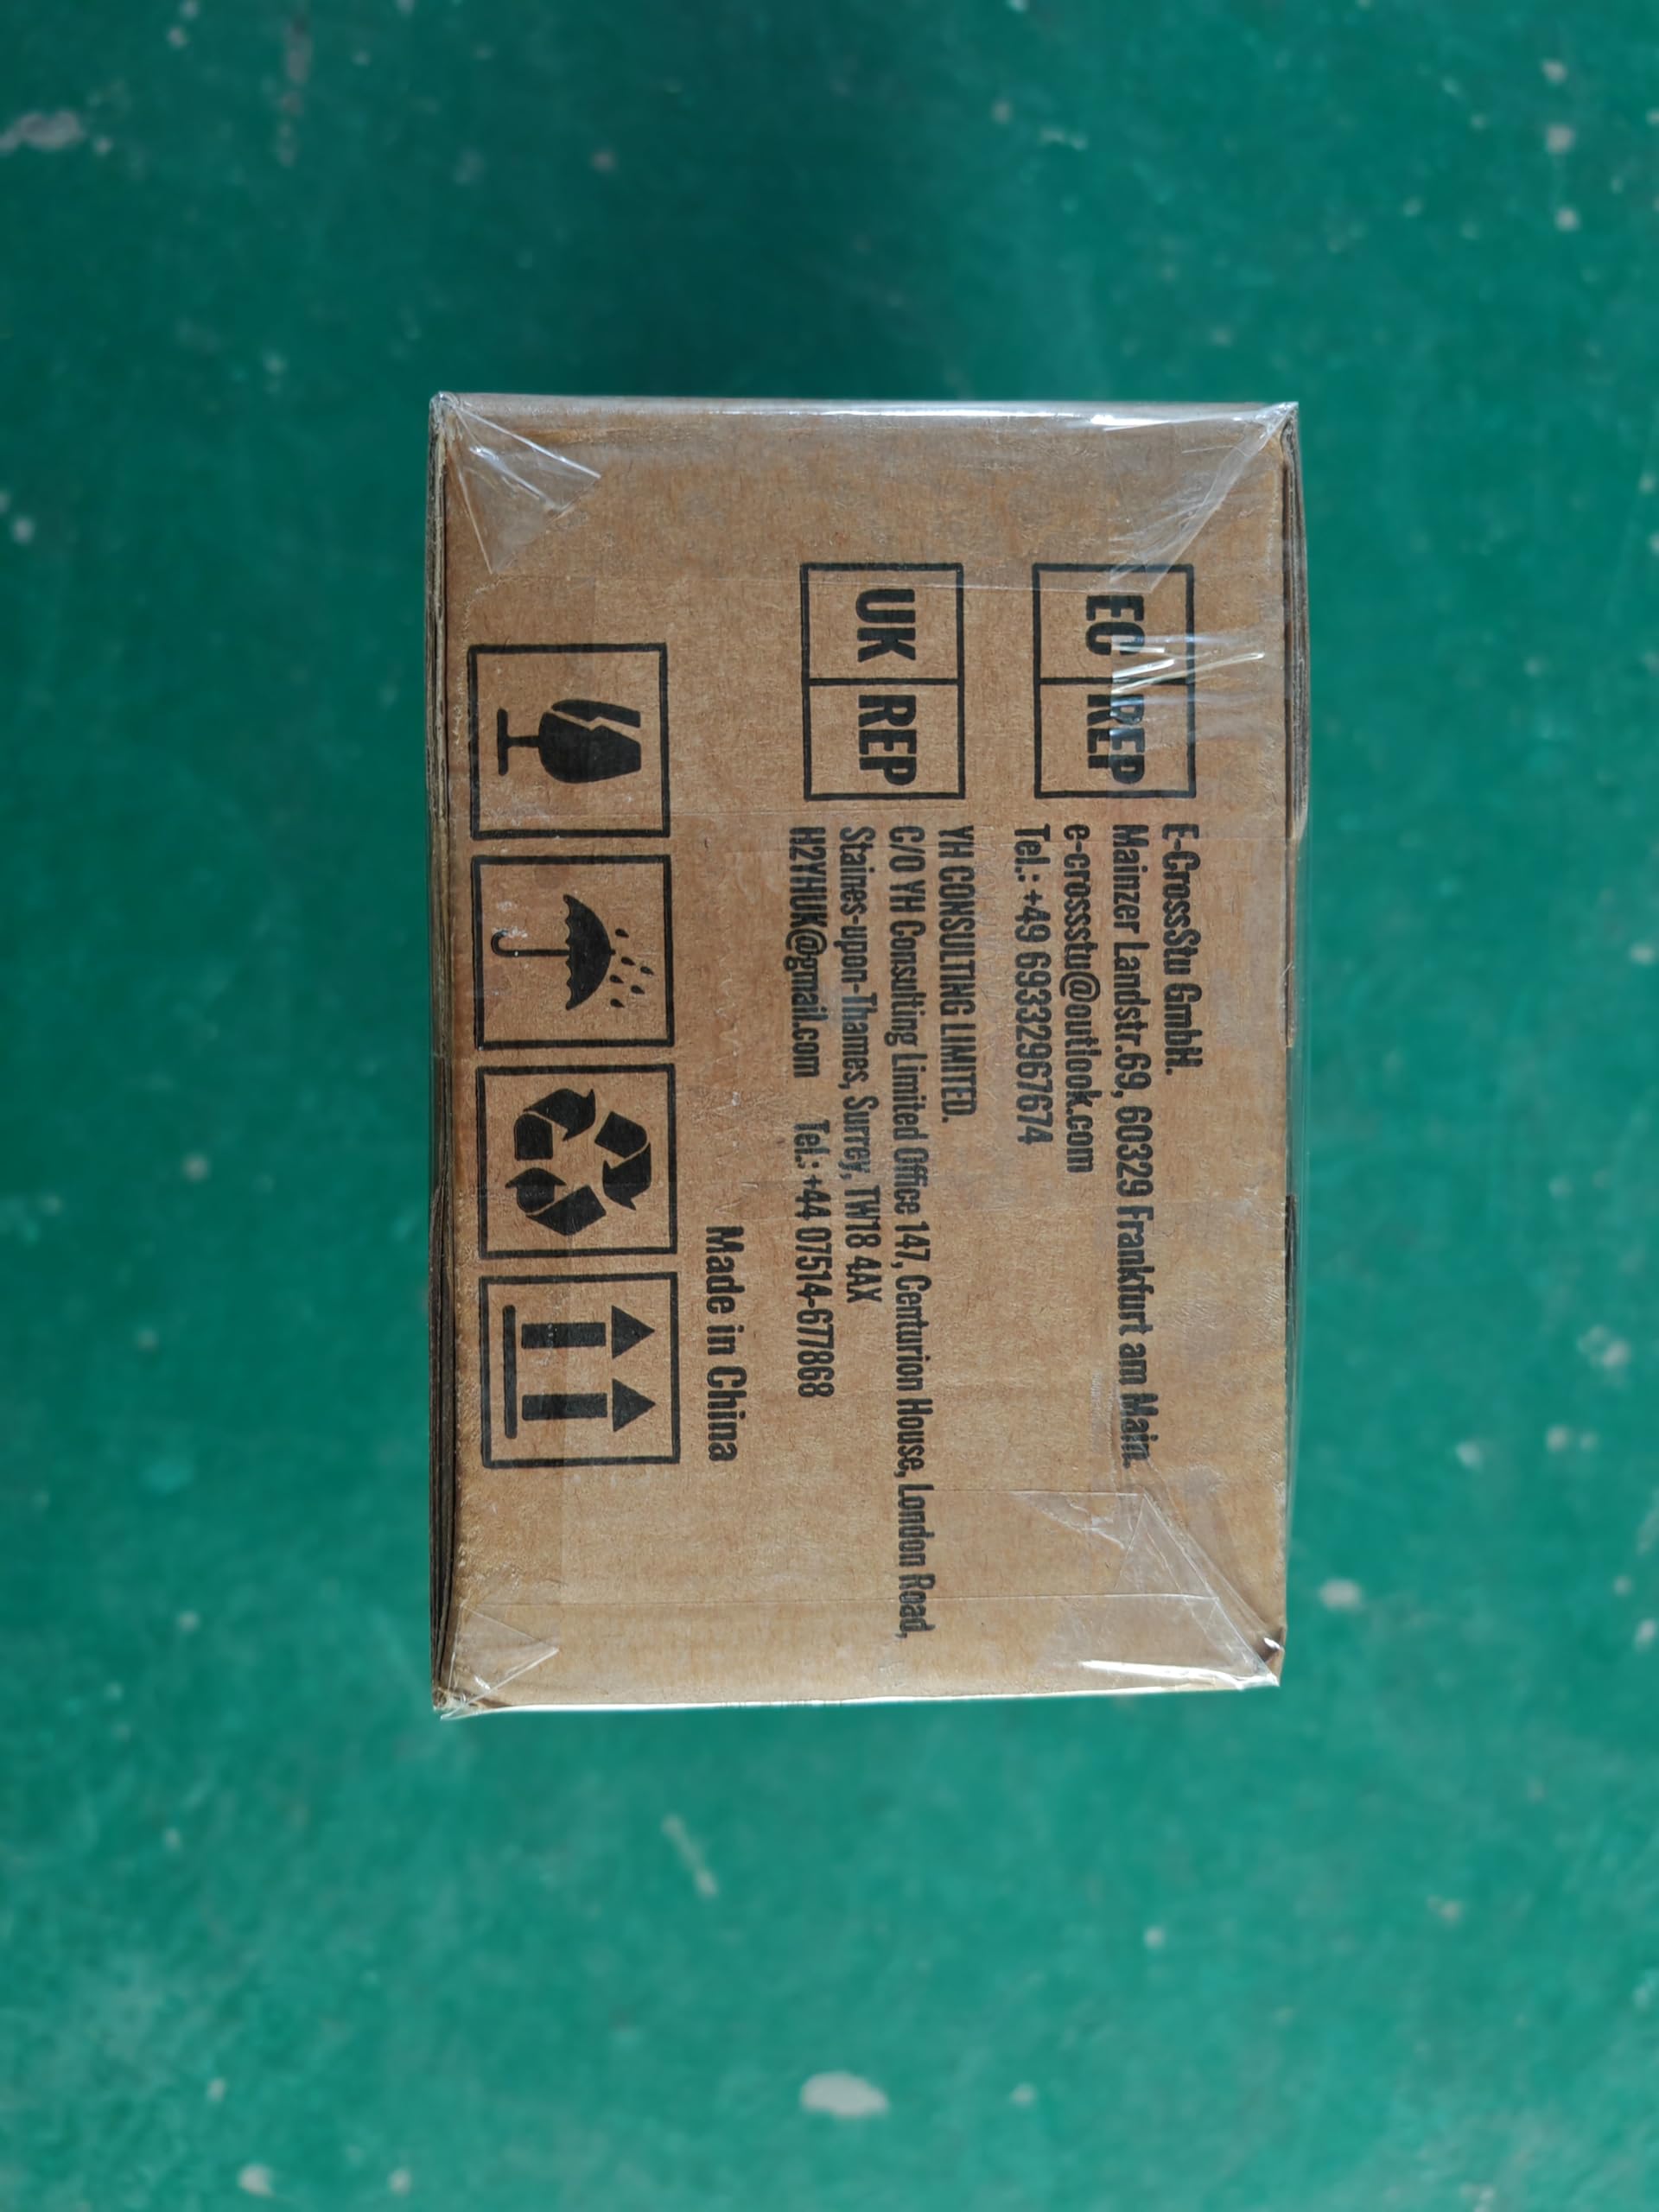 EC REP
E-CrossStu GmbH.
Mainzer Landstr.69, 60329 Frankfurt am Main.
e-crossstu@outlook.com
Tel.: +49 69332967674
UK REP
YH CONSULTING LIMITED.
C/O YH Consulting Limited Office 147, Centurion House, London Road,
Staines-upon-Thames, Surrey, TW18 4AX
H2YHUK@gmail.com Tel.: +44 07514-677868
Made in China